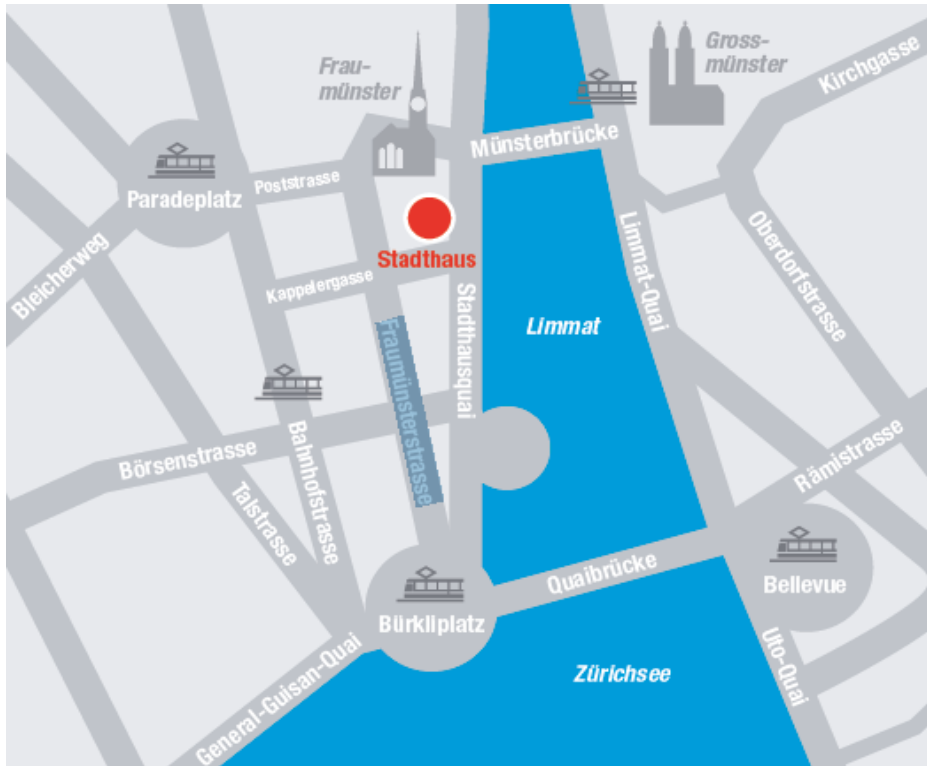 Frau-
münster
Gross-
münster
Kirchgasse
Münsterbrücke
Poststrasse
Paradeplatz
Stadthaus
Bleicherweg
Kappelergasse
Limmat-Quai
Oberdorfstrasse
Stadthausquai
Limmat
Fraumünsterstrasse
Börsenstrasse
Bahnhofstrasse
Talstrasse
Rämistrasse
Quaibrücke
Bellevue
Bürkliplatz
General-Guisan-Quai
Uto-Quai
Zürichsee